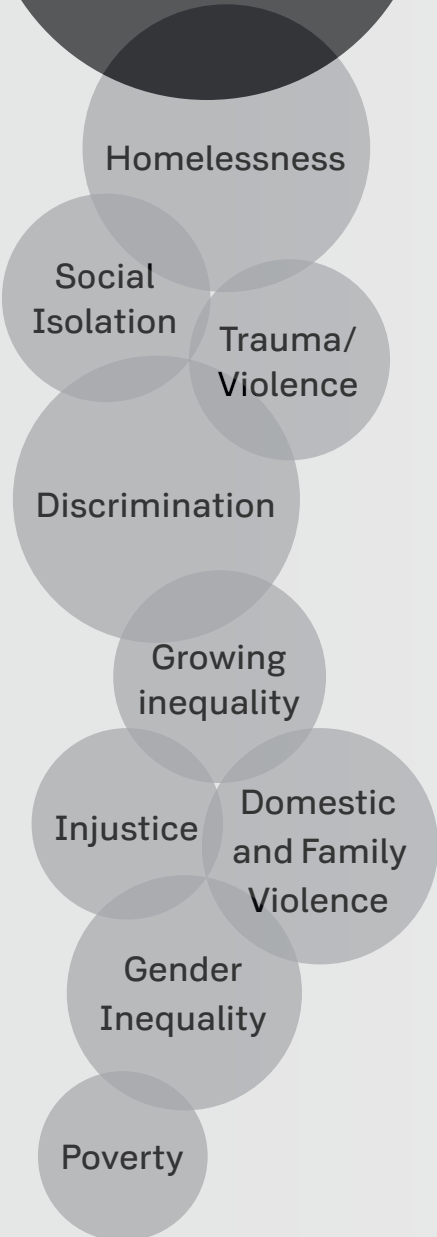 Homelessness
Social
Isolation
Trauma/
Violence
Discrimination
Growing
inequality
Injustice
Domestic
and Family
Violence
Gender
Inequality
Poverty